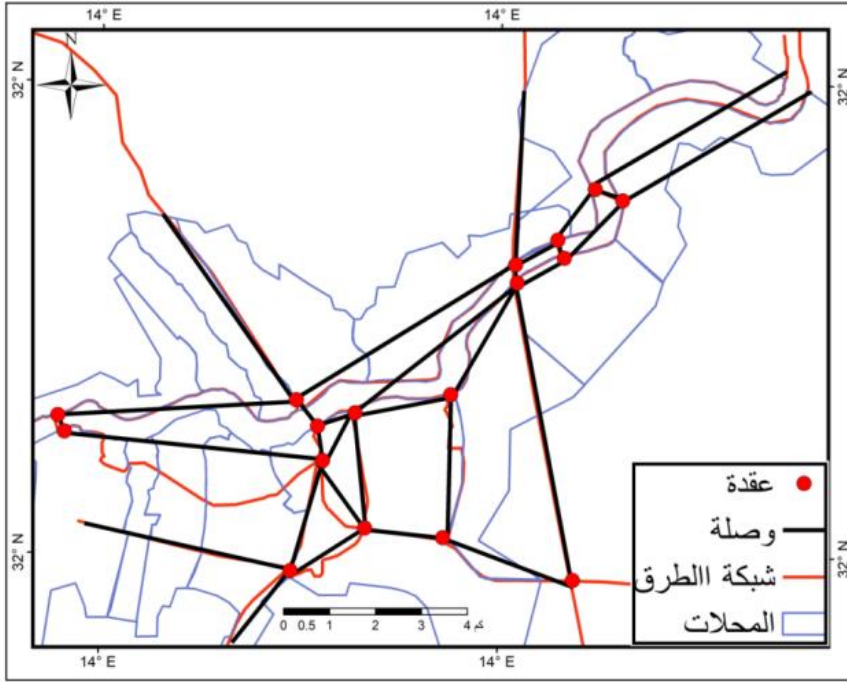 14° E 14° E
N
32° N 32° N
عقدة
وصلة
شبكة االطرق
المحلات
32° N 32° N
0 0.5 1 2 3 4 كم
14° E 14° E